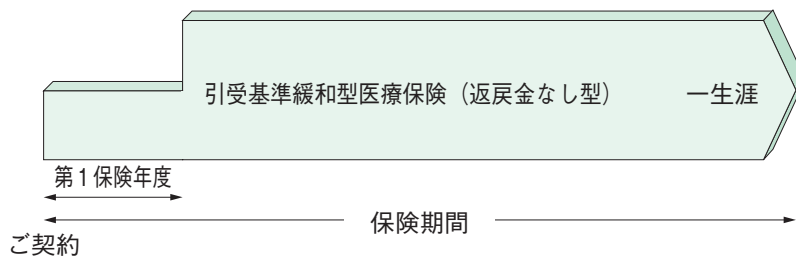 引受基準緩和型医療保険（返戻金なし型）　一生涯
第1保険年度
保険期間
ご契約